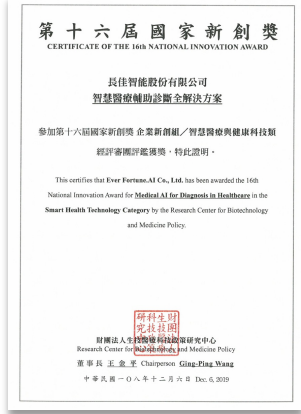 第十六屆國家新創獎
CERTIFICATE OF THE 16th NATIONAL INNOVATION AWARD
長佳智能股份有限公司
智慧醫療輔助診斷全解決方案
參加第十六屆國家新創獎 企業新創組／智慧醫療與健康科技類
經評審團評鑑獲獎，特此證明。
This certifies that Ever Fortune.AI Co., Ltd. has been awarded the 16th
National Innovation Award for Medical AI for Diagnosis in Healthcare in the
Smart Health Technology Category by the Research Center for Biotechnology
and Medicine Policy.
財團法人生技醫療科技政策研究中心
Research Center for Biotechnology and Medicine Policy
董事長 王金平 Chairperson Ging-Ping Wang
中華民國一○八年十二月六日 Dec. 6, 2019